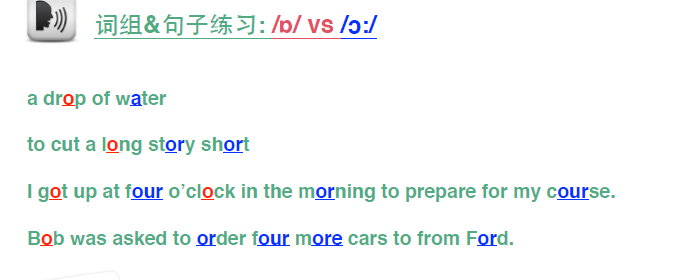 词组&句子练习: /ɒ/ vs /ɔ:/
a drop of water
to cut a long story short
I got up at four o’clock in the morning to prepare for my course.
Bob was asked to order four more cars to from Ford.